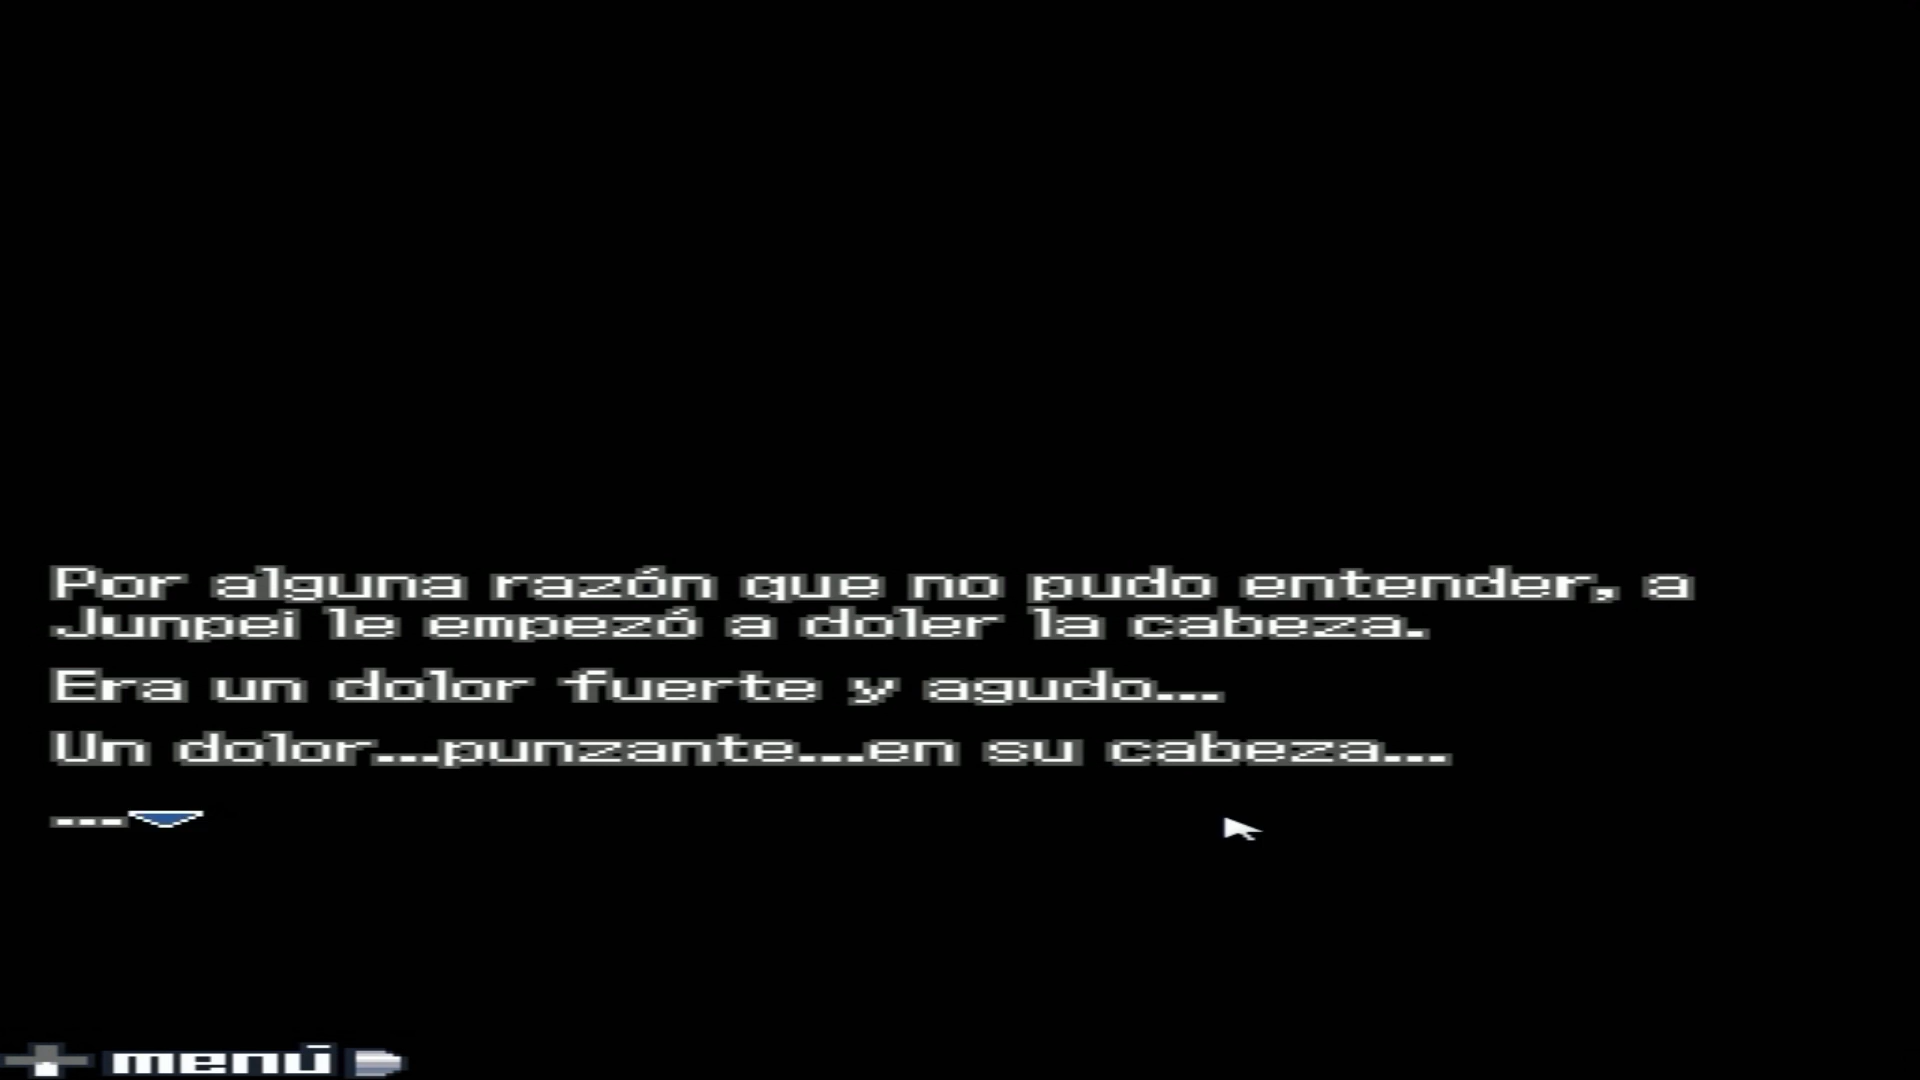 Por alguna razón que no pudo entender, a
Junpei le empezó a doler la cabeza.
Era un dolor fuerte y agudo...
Un dolor...punzante...en su cabeza...
...
menú